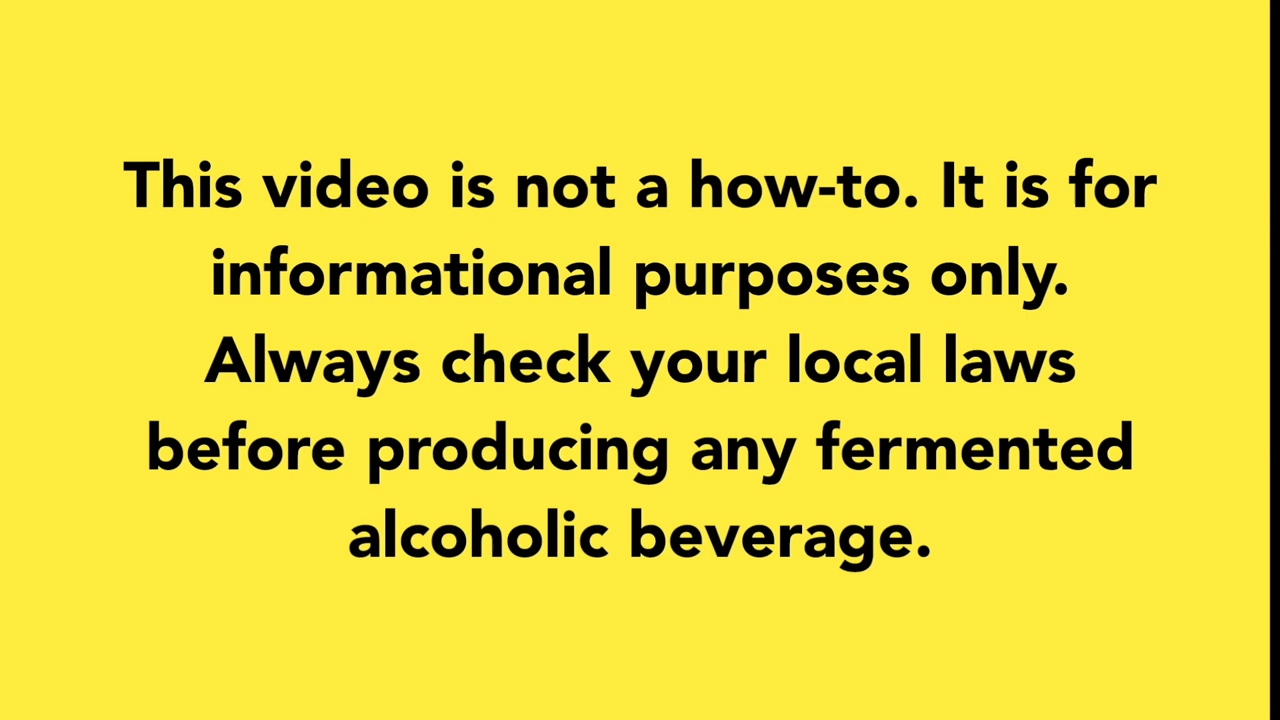 This video is not a how-to. It is for
informational purposes only.
Always check your local laws
before producing any fermented
alcoholic beverage.